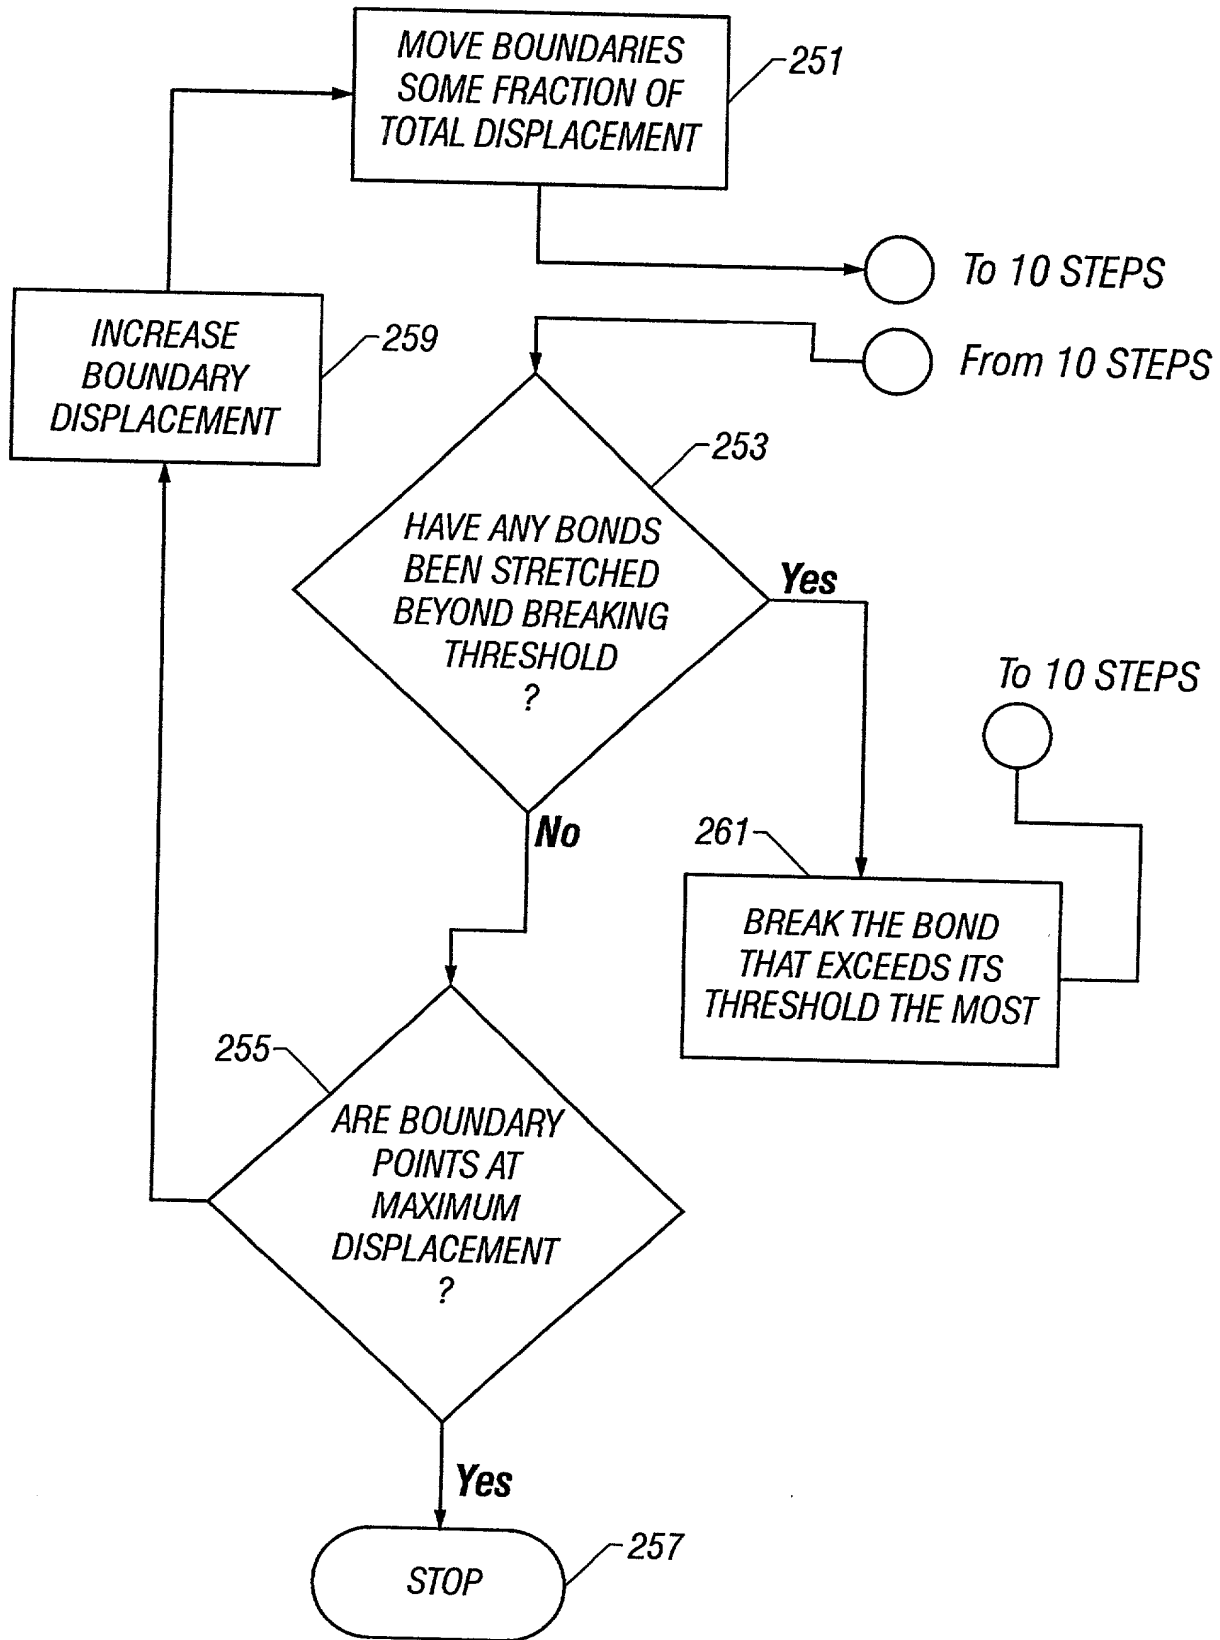 MOVE BOUNDARIES
SOME FRACTION OF
TOTAL DISPLACEMENT
251
To 10 STEPS
From 10 STEPS
INCREASE
BOUNDARY
DISPLACEMENT
259
253
HAVE ANY BONDS
BEEN STRETCHED
BEYOND BREAKING
THRESHOLD
?
Yes
To 10 STEPS
No
261
BREAK THE BOND
THAT EXCEEDS ITS
THRESHOLD THE MOST
255
ARE BOUNDARY
POINTS AT
MAXIMUM
DISPLACEMENT
?
Yes
STOP
257